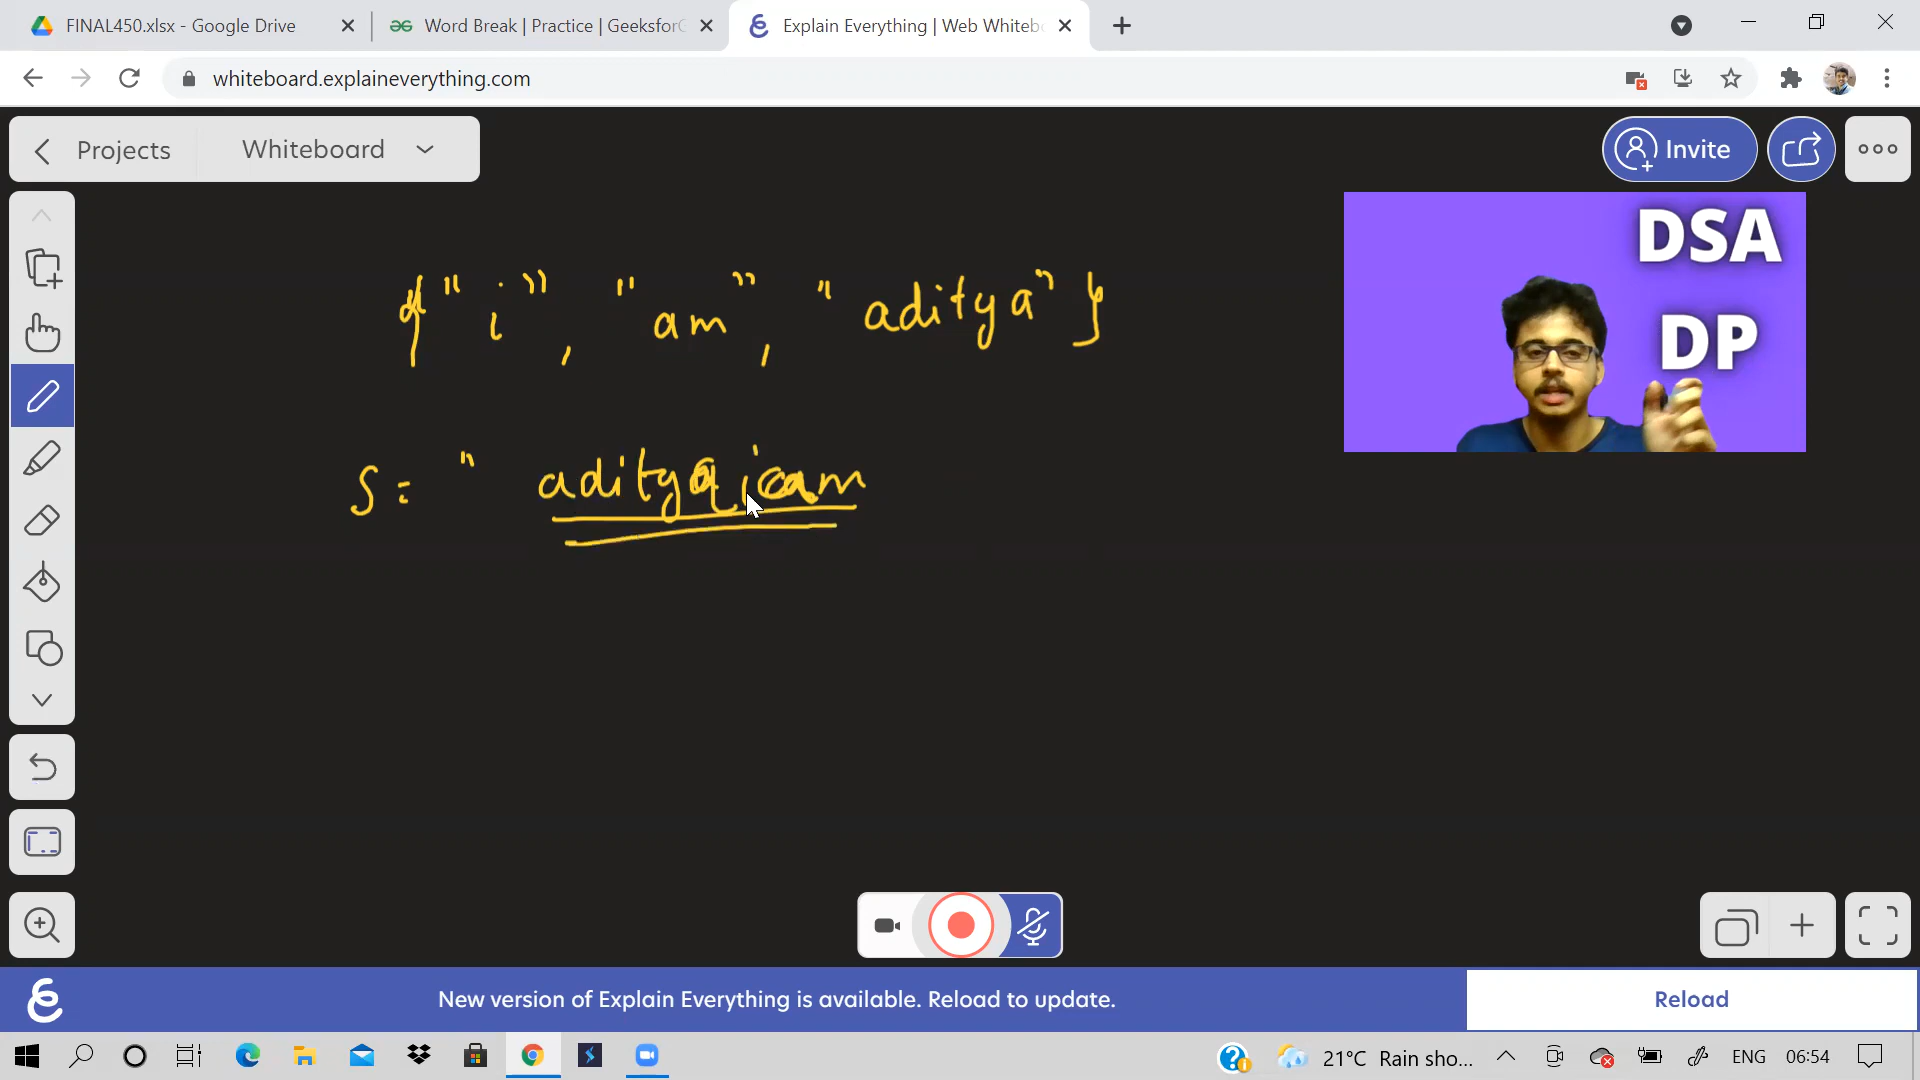 FINAL450.xlsx - Google Drive
Word Break | Practice | GeeksforG
Explain Everything | Web Whitebo
whiteboard.explaineverything.com
Projects
Whiteboard
Invite
DSA
DP
{ " i " , " am " , " aditya " }
S = " adityaiam
New version of Explain Everything is available. Reload to update.
Reload
21°C Rain sho...
ENG
06:54